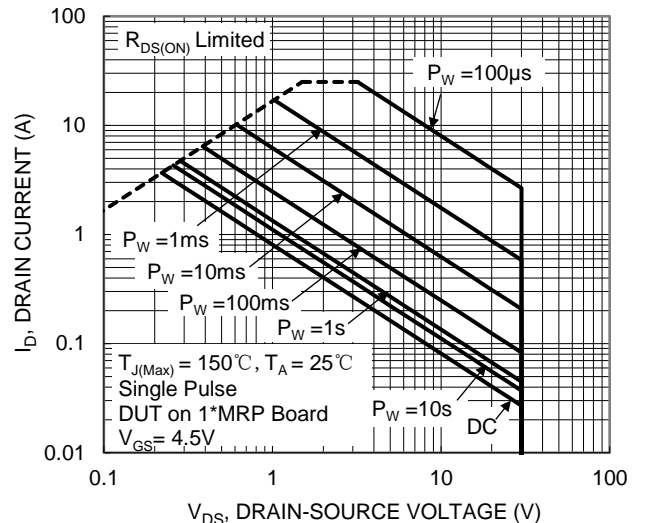 100
R_DS(ON) Limited
P_W =100µs
10
I_D, DRAIN CURRENT (A)
1
P_W =1ms
P_W =10ms
P_W =100ms
P_W =1s
0.1
T_J(Max) = 150℃, T_A = 25℃
Single Pulse
DUT on 1*MRP Board
V_GS= 4.5V
P_W =10s
DC
0.01
0.1 1 10 100
V_DS, DRAIN-SOURCE VOLTAGE (V)